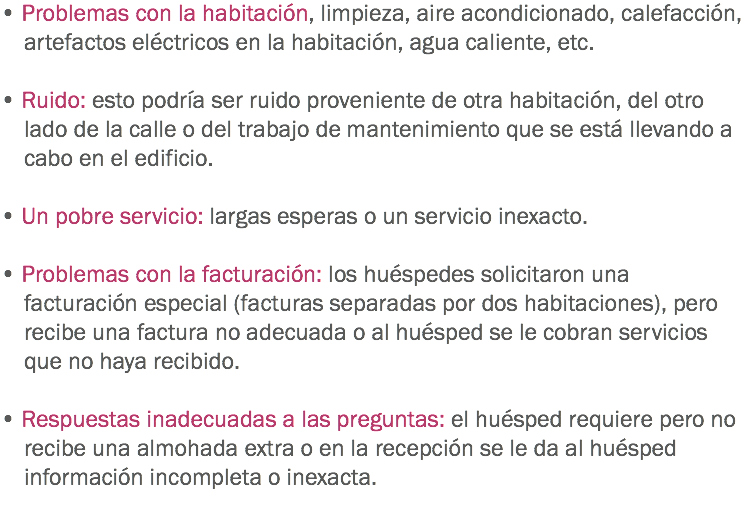 • Problemas con la habitación, limpieza, aire acondicionado, calefacción,
artefactos eléctricos en la habitación, agua caliente, etc.
• Ruido: esto podría ser ruido proveniente de otra habitación, del otro
lado de la calle o del trabajo de mantenimiento que se está llevando a
cabo en el edificio.
• Un pobre servicio: largas esperas o un servicio inexacto.
• Problemas con la facturación: los huéspedes solicitaron una
facturación especial (facturas separadas por dos habitaciones), pero
recibe una factura no adecuada o al huésped se le cobran servicios
que no haya recibido.
• Respuestas inadecuadas a las preguntas: el huésped requiere pero no
recibe una almohada extra o en la recepción se le da al huésped
información incompleta o inexacta.